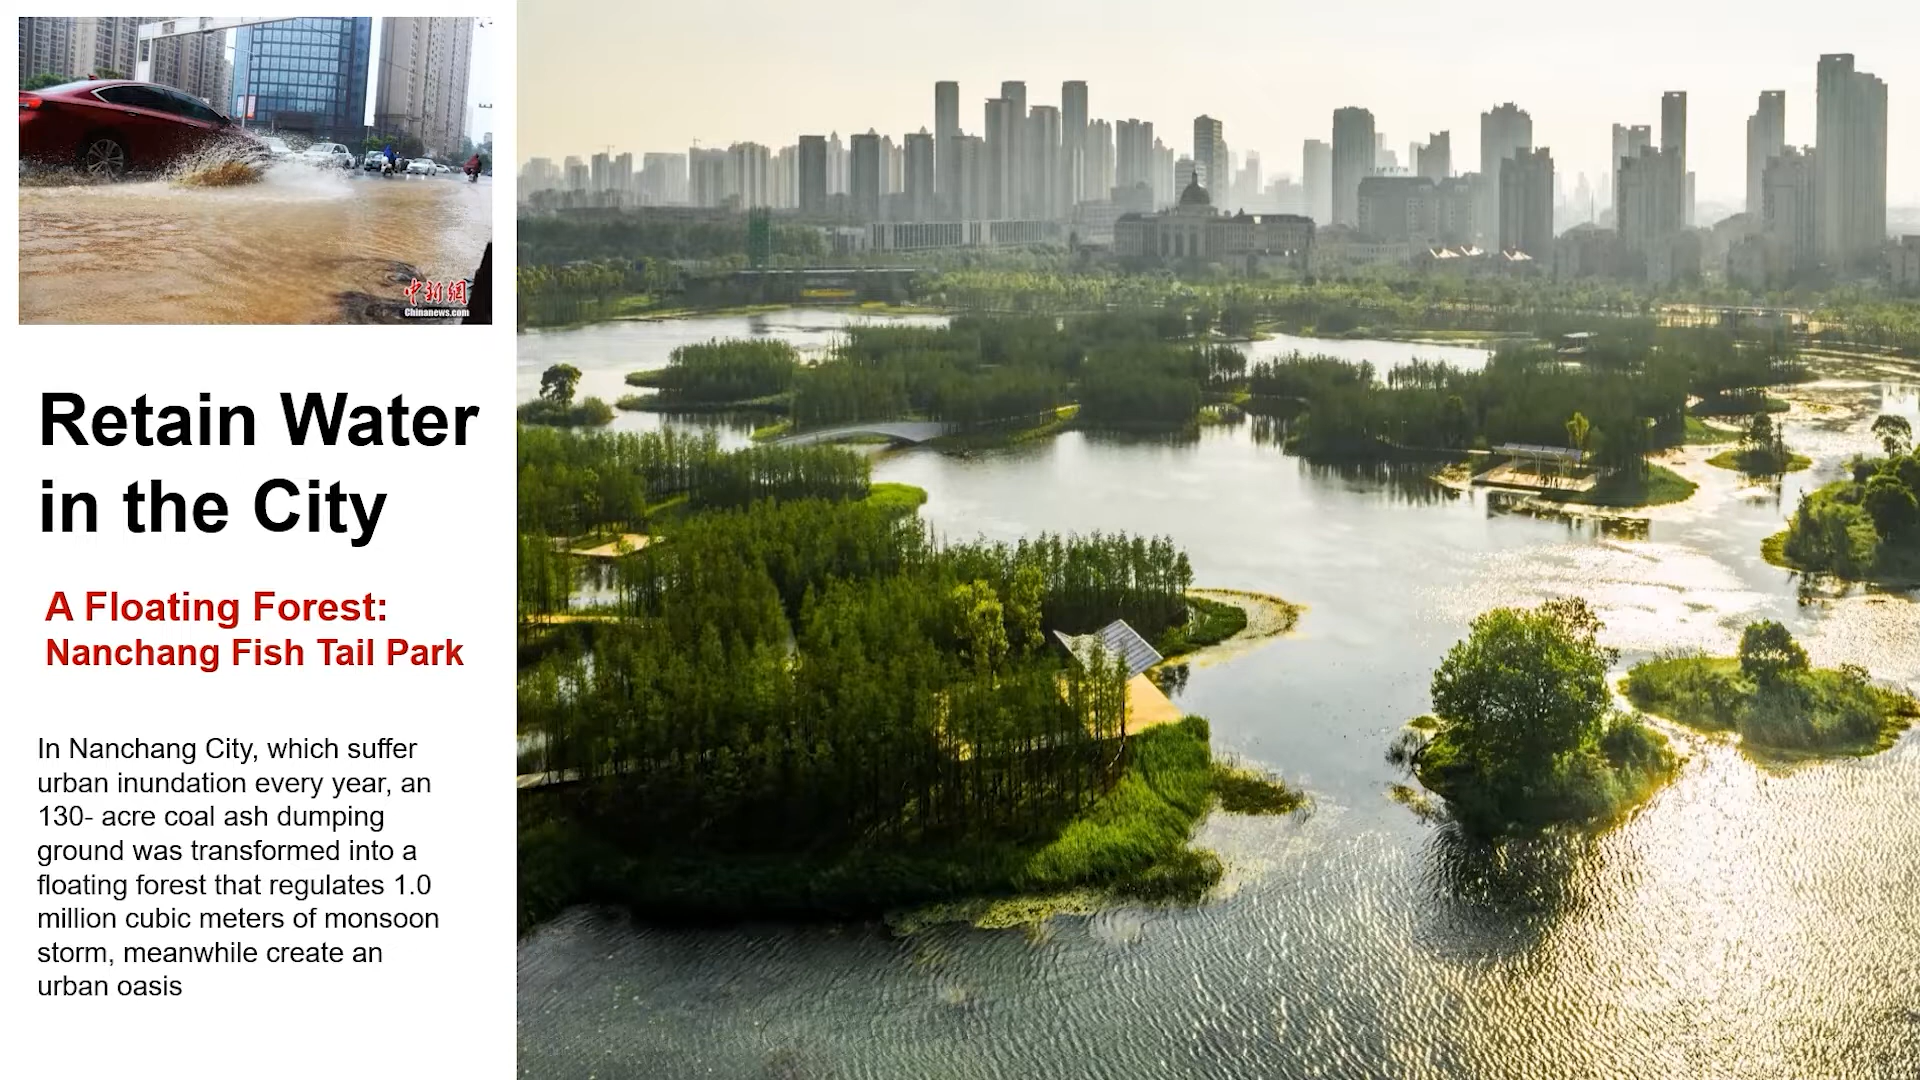 中新網
Chinanews.com
Retain Water
in the City
A Floating Forest:
Nanchang Fish Tail Park
In Nanchang City, which suffer
urban inundation every year, an
130- acre coal ash dumping
ground was transformed into a
floating forest that regulates 1.0
million cubic meters of monsoon
storm, meanwhile create an
urban oasis